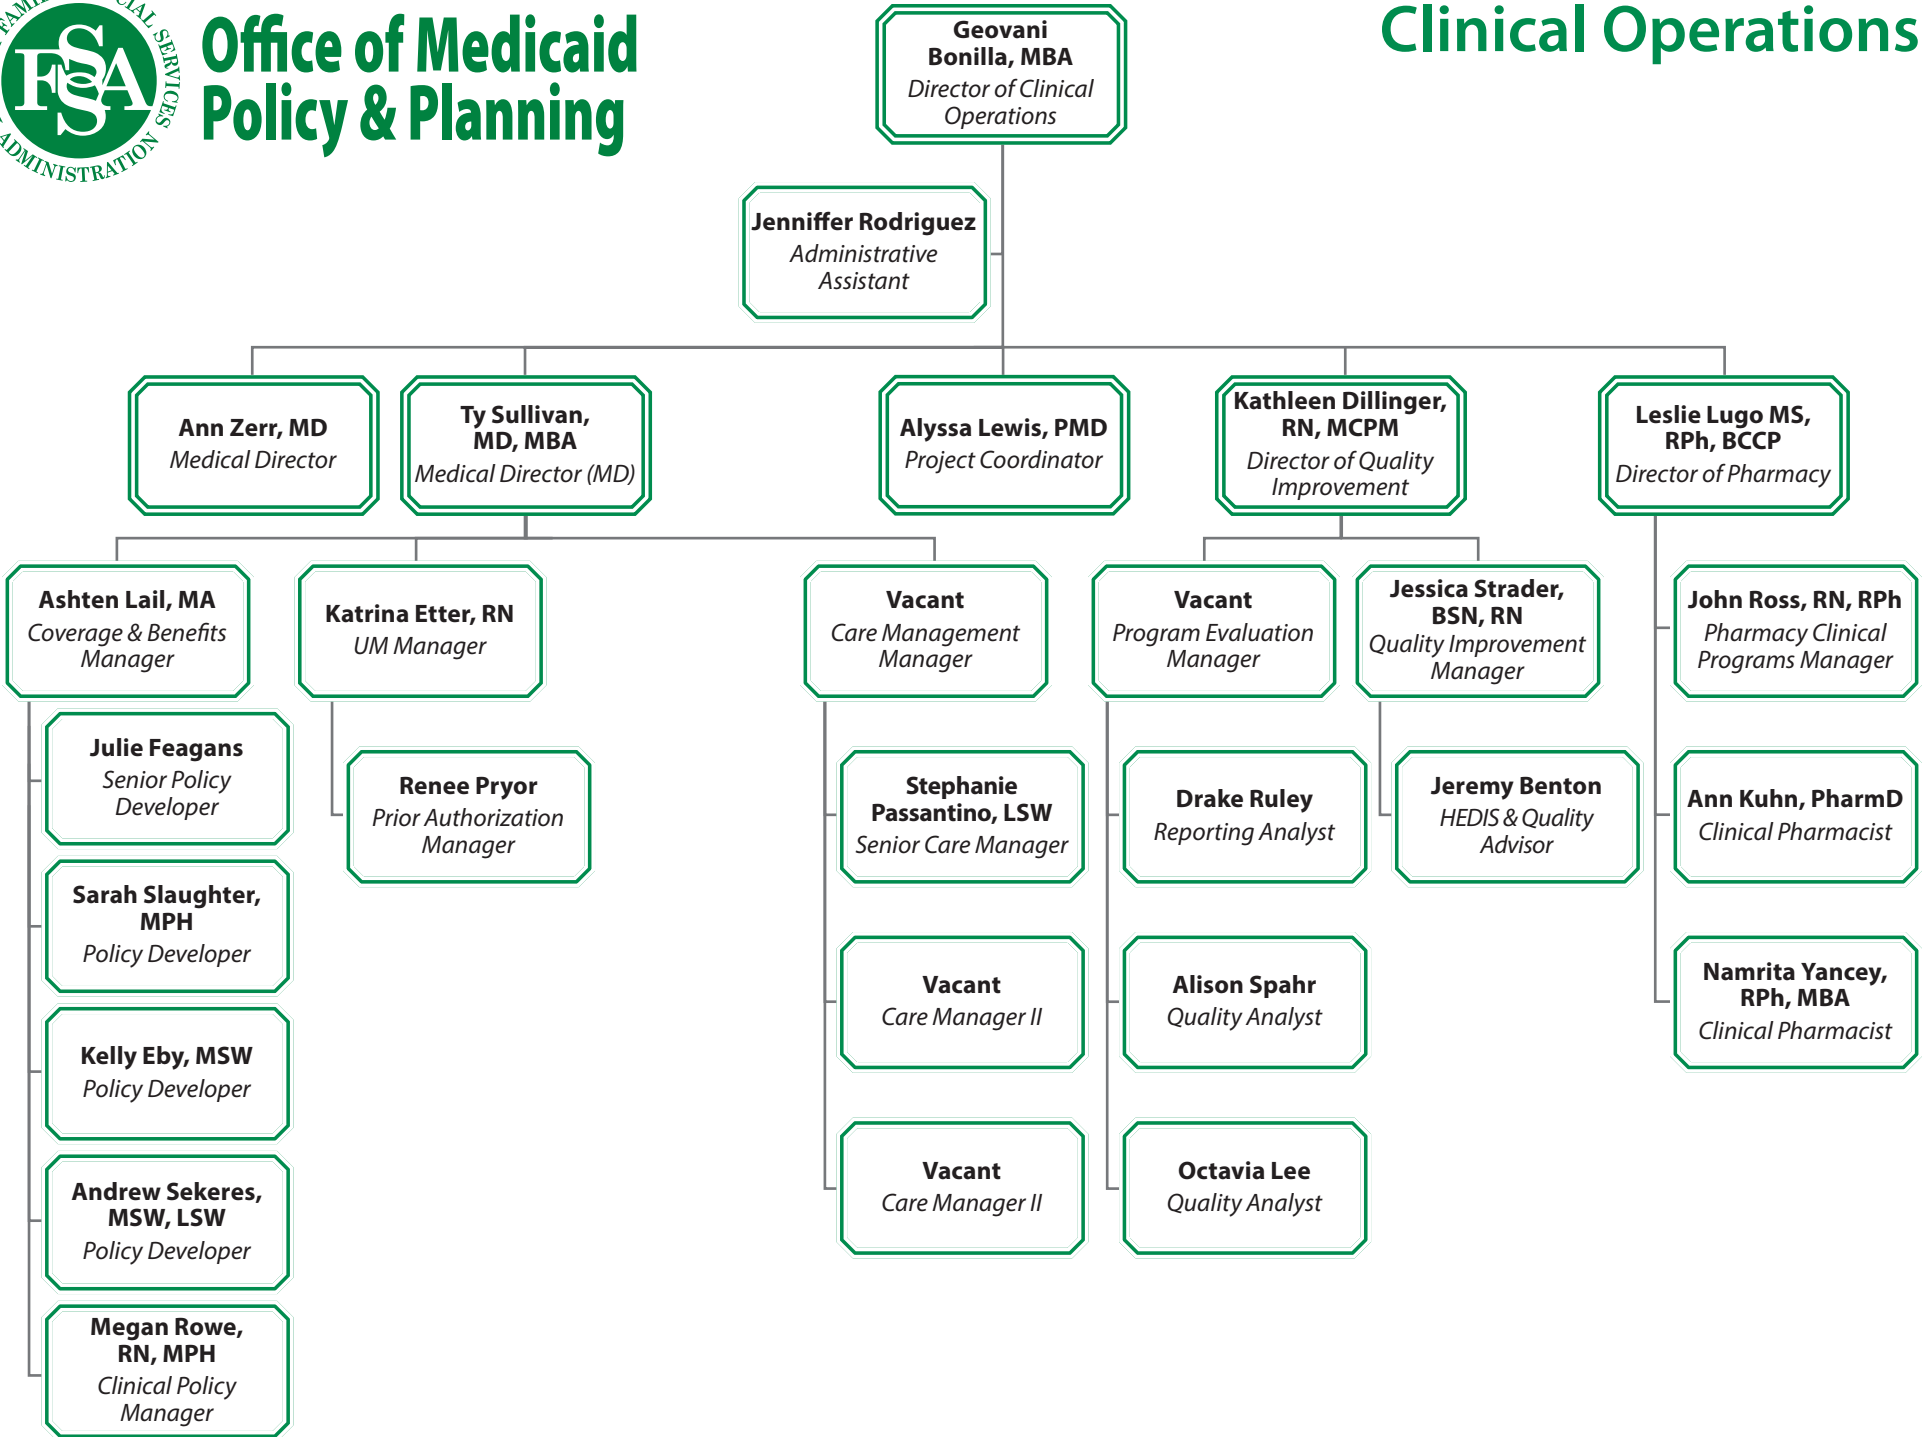 Office of Medicaid
Policy & Planning
Clinical Operations
FSSA
SERVICES
ADMINISTRATION
Geovani
Bonilla, MBA
Director of Clinical
Operations
Jenniffer Rodriguez
Administrative
Assistant
Ann Zerr, MD
Medical Director
Ty Sullivan,
MD, MBA
Medical Director (MD)
Alyssa Lewis, PMD
Project Coordinator
Kathleen Dillinger,
RN, MCPM
Director of Quality
Improvement
Leslie Lugo MS,
RPh, BCCP
Director of Pharmacy
Ashten Lail, MA
Coverage & Benefits
Manager
Katrina Etter, RN
UM Manager
Vacant
Care Management
Manager
Vacant
Program Evaluation
Manager
Jessica Strader,
BSN, RN
Quality Improvement
Manager
John Ross, RN, RPh
Pharmacy Clinical
Programs Manager
Julie Feagans
Senior Policy
Developer
Renee Pryor
Prior Authorization
Manager
Stephanie
Passantino, LSW
Senior Care Manager
Drake Ruley
Reporting Analyst
Jeremy Benton
HEDIS & Quality
Advisor
Ann Kuhn, PharmD
Clinical Pharmacist
Sarah Slaughter,
MPH
Policy Developer
Vacant
Care Manager II
Alison Spahr
Quality Analyst
Namrita Yancey,
RPh, MBA
Clinical Pharmacist
Kelly Eby, MSW
Policy Developer
Vacant
Care Manager II
Octavia Lee
Quality Analyst
Andrew Sekeres,
MSW, LSW
Policy Developer
Megan Rowe,
RN, MPH
Clinical Policy
Manager